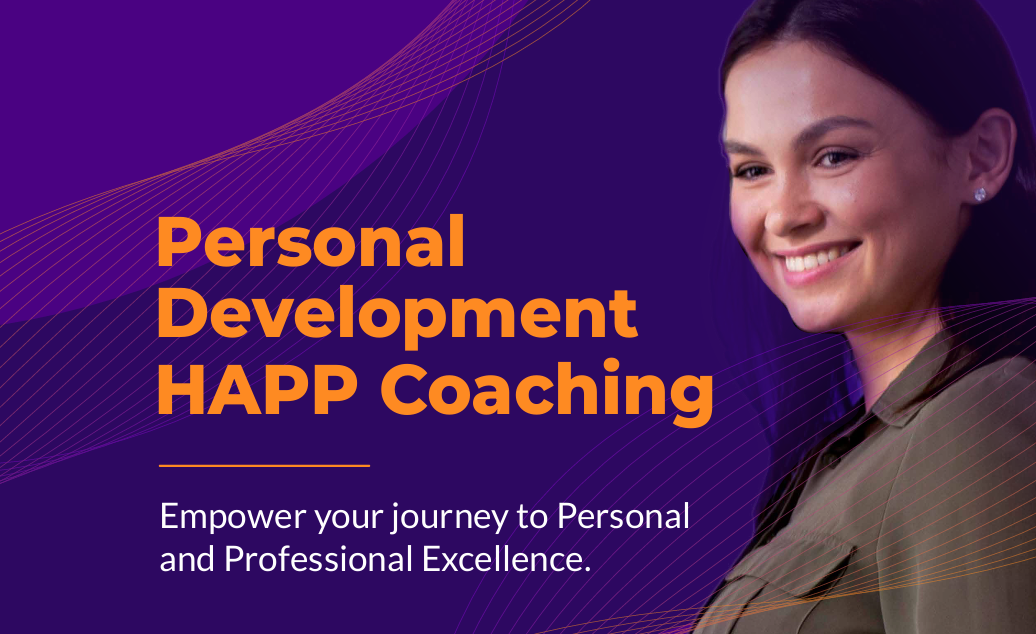 Personal
Development
HAPP Coaching
Empower your journey to Personal
and Professional Excellence.